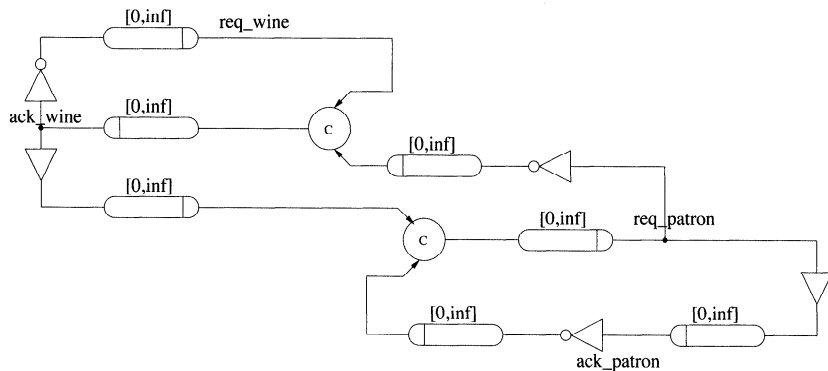 [0,inf]
req_wine
ack_wine
[0,inf]
C
[0,inf]
[0,inf]
C
[0,inf]
req_patron
[0,inf]
[0,inf]
ack_patron